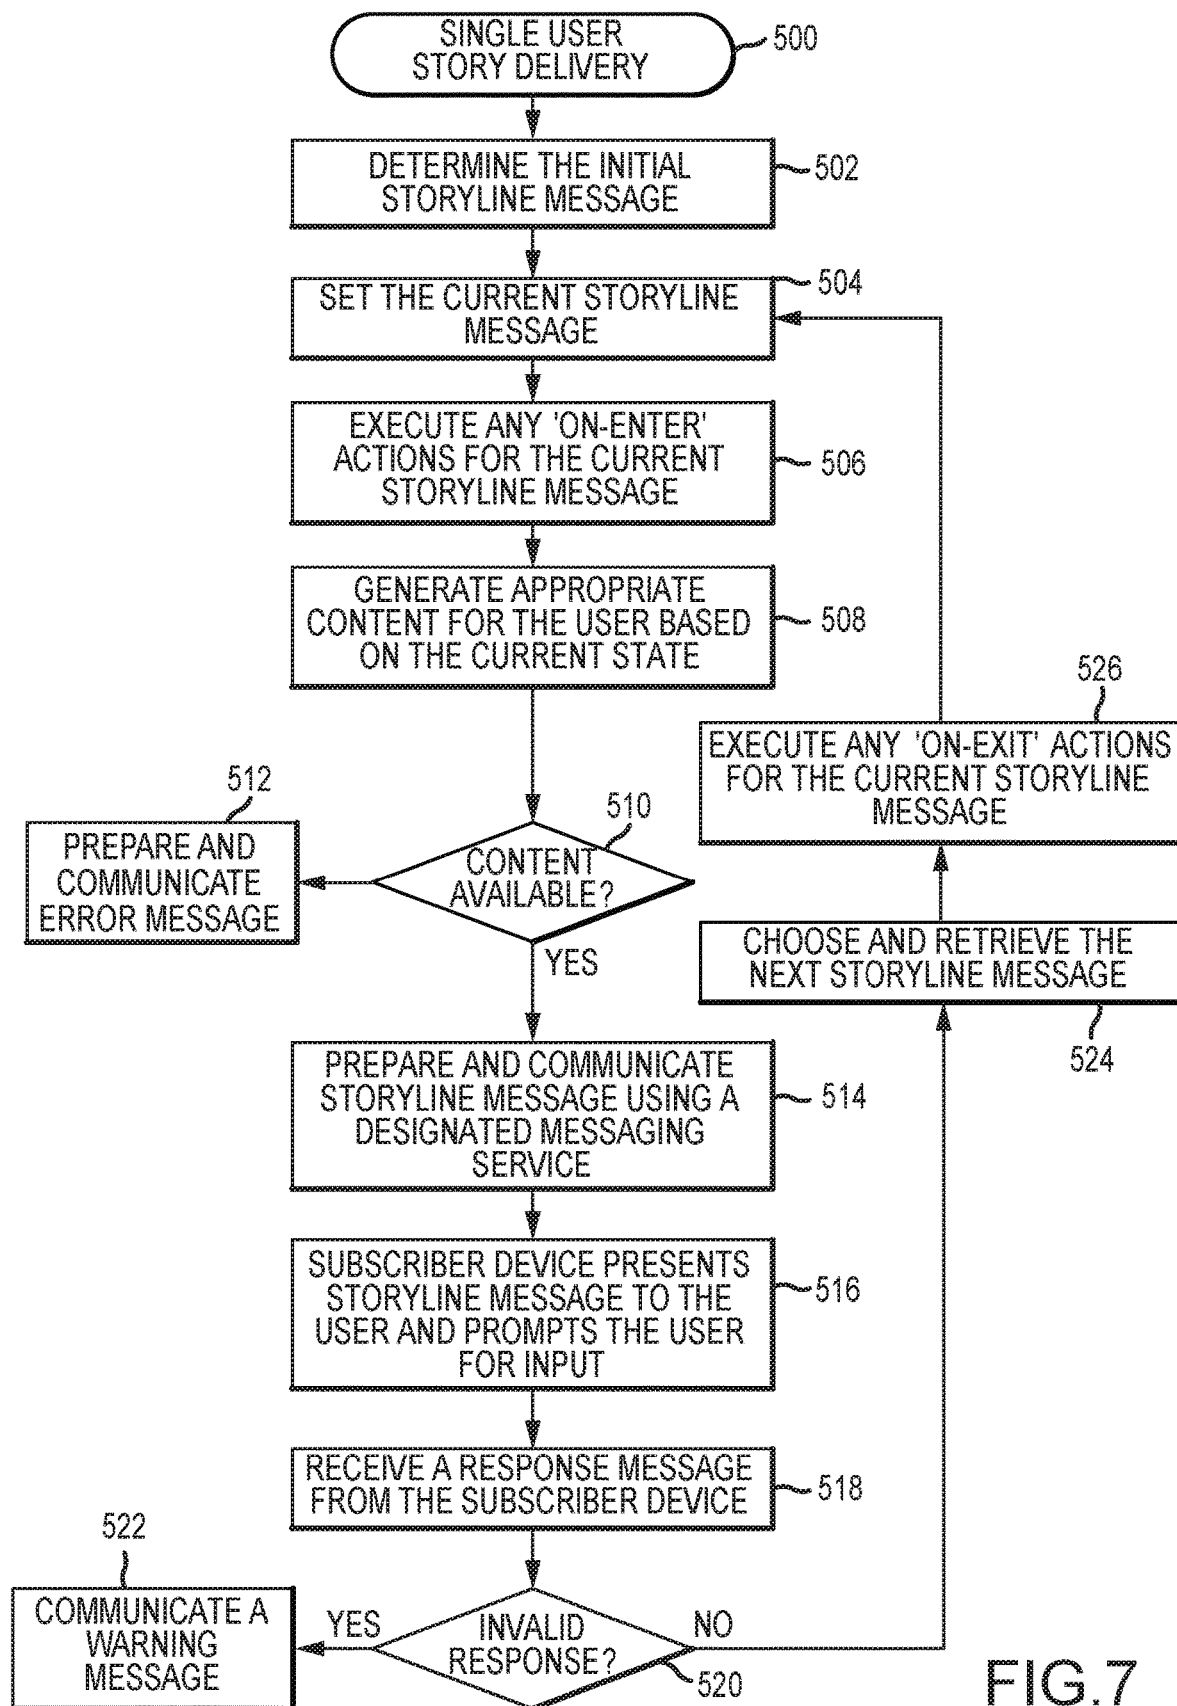 SINGLE USER
STORY DELIVERY
500
DETERMINE THE INITIAL
STORYLINE MESSAGE
502
SET THE CURRENT STORYLINE
MESSAGE
504
EXECUTE ANY 'ON-ENTER'
ACTIONS FOR THE CURRENT
STORYLINE MESSAGE
506
GENERATE APPROPRIATE
CONTENT FOR THE USER BASED
ON THE CURRENT STATE
508
526
EXECUTE ANY 'ON-EXIT' ACTIONS
FOR THE CURRENT STORYLINE
MESSAGE
512
PREPARE AND
COMMUNICATE
ERROR MESSAGE
510
CONTENT
AVAILABLE?
YES
CHOOSE AND RETRIEVE THE
NEXT STORYLINE MESSAGE
524
PREPARE AND COMMUNICATE
STORYLINE MESSAGE USING A
DESIGNATED MESSAGING
SERVICE
514
SUBSCRIBER DEVICE PRESENTS
STORYLINE MESSAGE TO THE
USER AND PROMPTS THE USER
FOR INPUT
516
RECEIVE A RESPONSE MESSAGE
FROM THE SUBSCRIBER DEVICE
518
522
COMMUNICATE A
WARNING
MESSAGE
YES
INVALID
RESPONSE?
NO
520
FIG.7